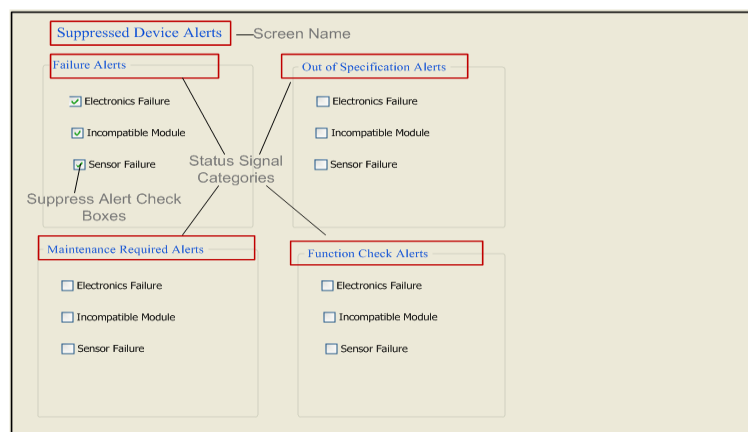 Suppressed Device Alerts
Screen Name
Failure Alerts
Electronics Failure
Incompatible Module
Sensor Failure
Out of Specification Alerts
Electronics Failure
Incompatible Module
Sensor Failure
Status Signal
Categories
Suppress Alert Check
Boxes
Maintenance Required Alerts
Electronics Failure
Incompatible Module
Sensor Failure
Function Check Alerts
Electronics Failure
Incompatible Module
Sensor Failure